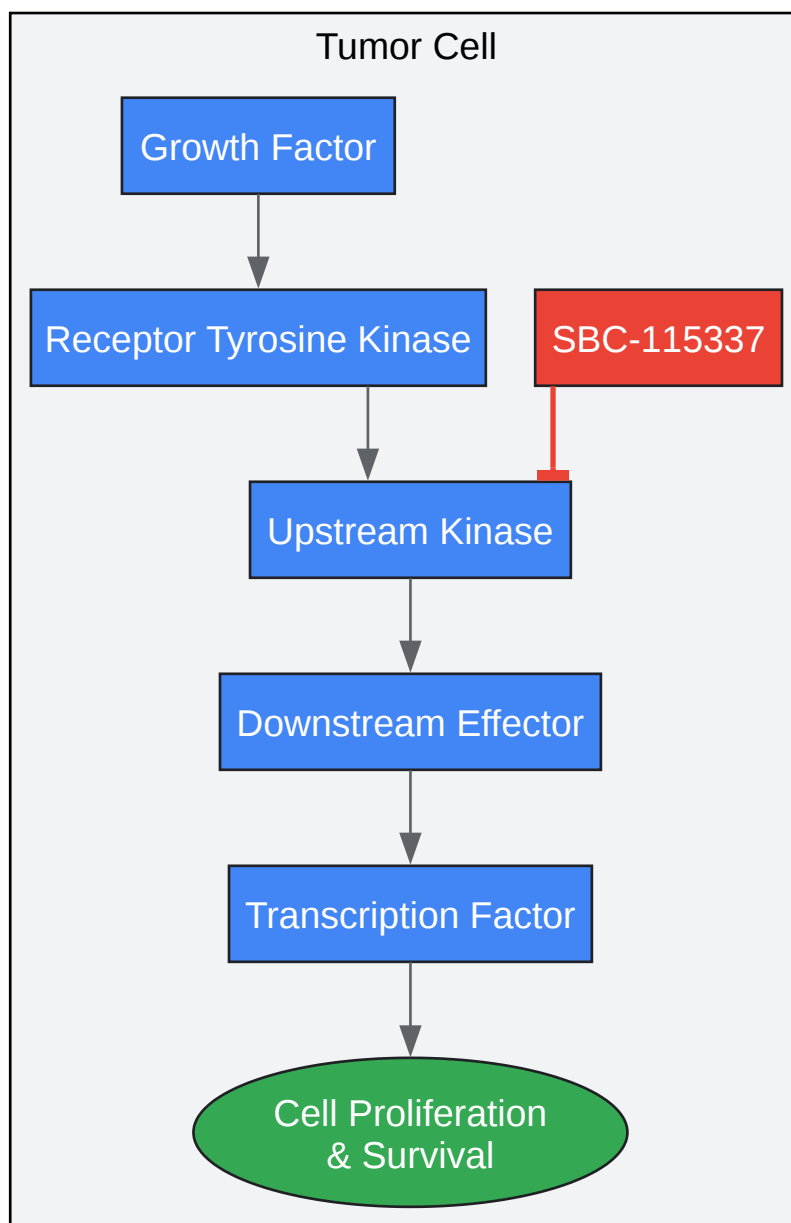 Tumor Cell
Growth Factor
Receptor Tyrosine Kinase
SBC-115337
Upstream Kinase
Downstream Effector
Transcription Factor
Cell Proliferation
& Survival